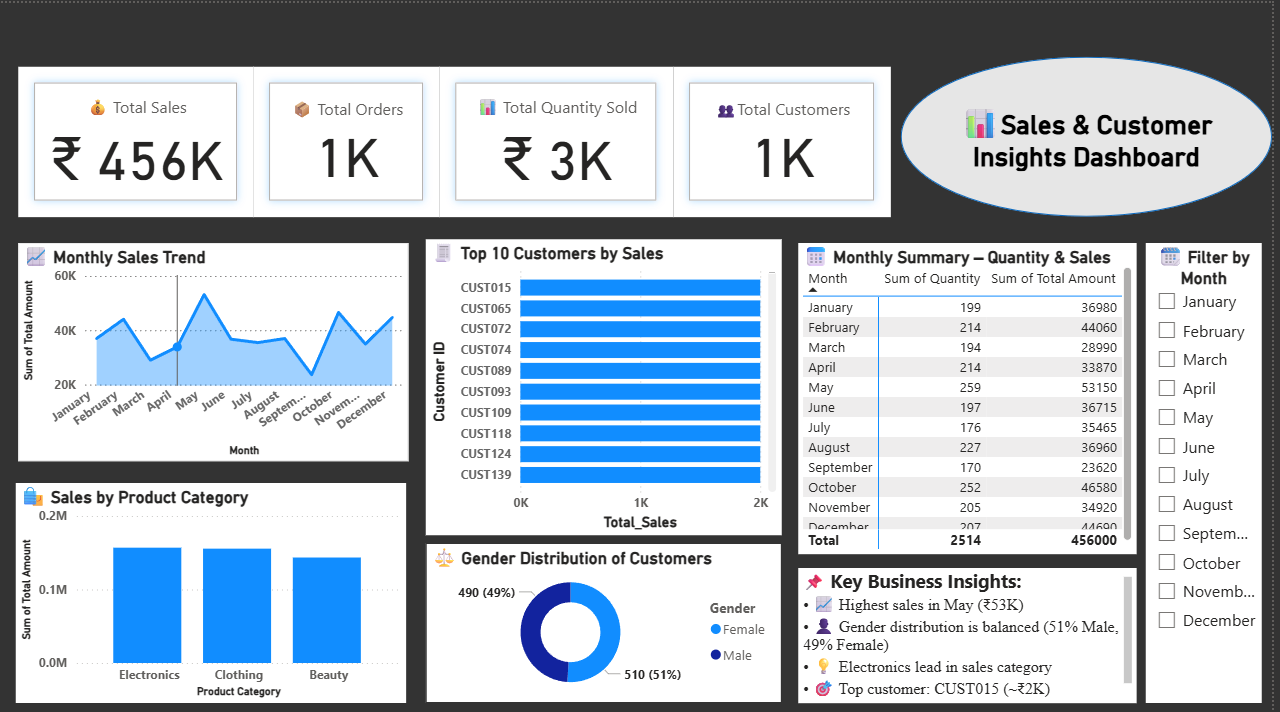 💰 Total Sales
₹ 456K
📦 Total Orders
1K
📊 Total Quantity Sold
₹ 3K
👥 Total Customers
1K
📊 Sales & Customer
Insights Dashboard
📈 Monthly Sales Trend
Sum of Total Amount
60K
40K
20K
January
February
March
April
May
June
July
August
Septem...
October
Novem...
December
Month
🛍️ Sales by Product Category
Sum of Total Amount
0.2M
0.1M
0.0M
Electronics
Clothing
Beauty
Product Category
🧾 Top 10 Customers by Sales
Customer ID
CUST015
CUST065
CUST072
CUST074
CUST089
CUST093
CUST109
CUST118
CUST124
CUST139
0K 1K 2K
Total_Sales
⚖️ Gender Distribution of Customers
490 (49%)
510 (51%)
Gender
Female
Male
📅 Monthly Summary – Quantity & Sales
Month Sum of Quantity Sum of Total Amount
January 199 36980
February 214 44060
March 194 28990
April 214 33870
May 259 53150
June 197 36715
July 176 35465
August 227 36960
September 170 23620
October 252 46580
November 205 34920
December 207 44690
Total 2514 456000
📌 Key Business Insights:
• 📈 Highest sales in May (₹53K)
• 👤 Gender distribution is balanced (51% Male,
49% Female)
• 💡 Electronics lead in sales category
• 🎯 Top customer: CUST015 (~₹2K)
📅 Filter by
Month
January
February
March
April
May
June
July
August
Septem...
October
Novemb...
December